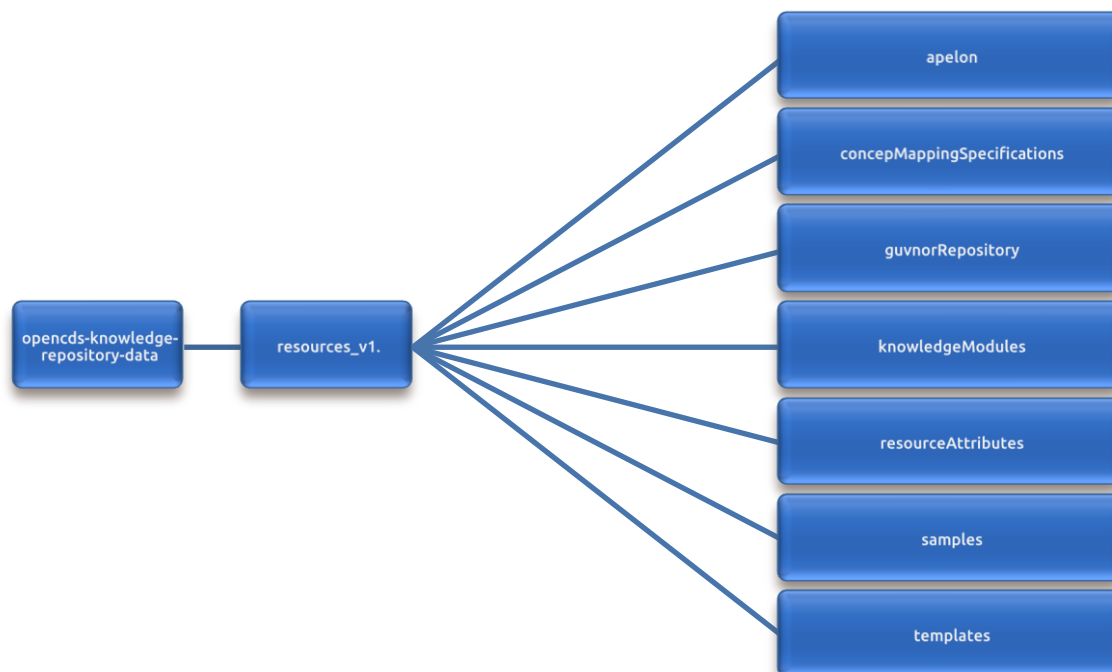 apelon
concepMappingSpecifications
guvnorRepository
opencds-knowledge-
repository-data
resources_v1.
knowledgeModules
resourceAttributes
samples
templates